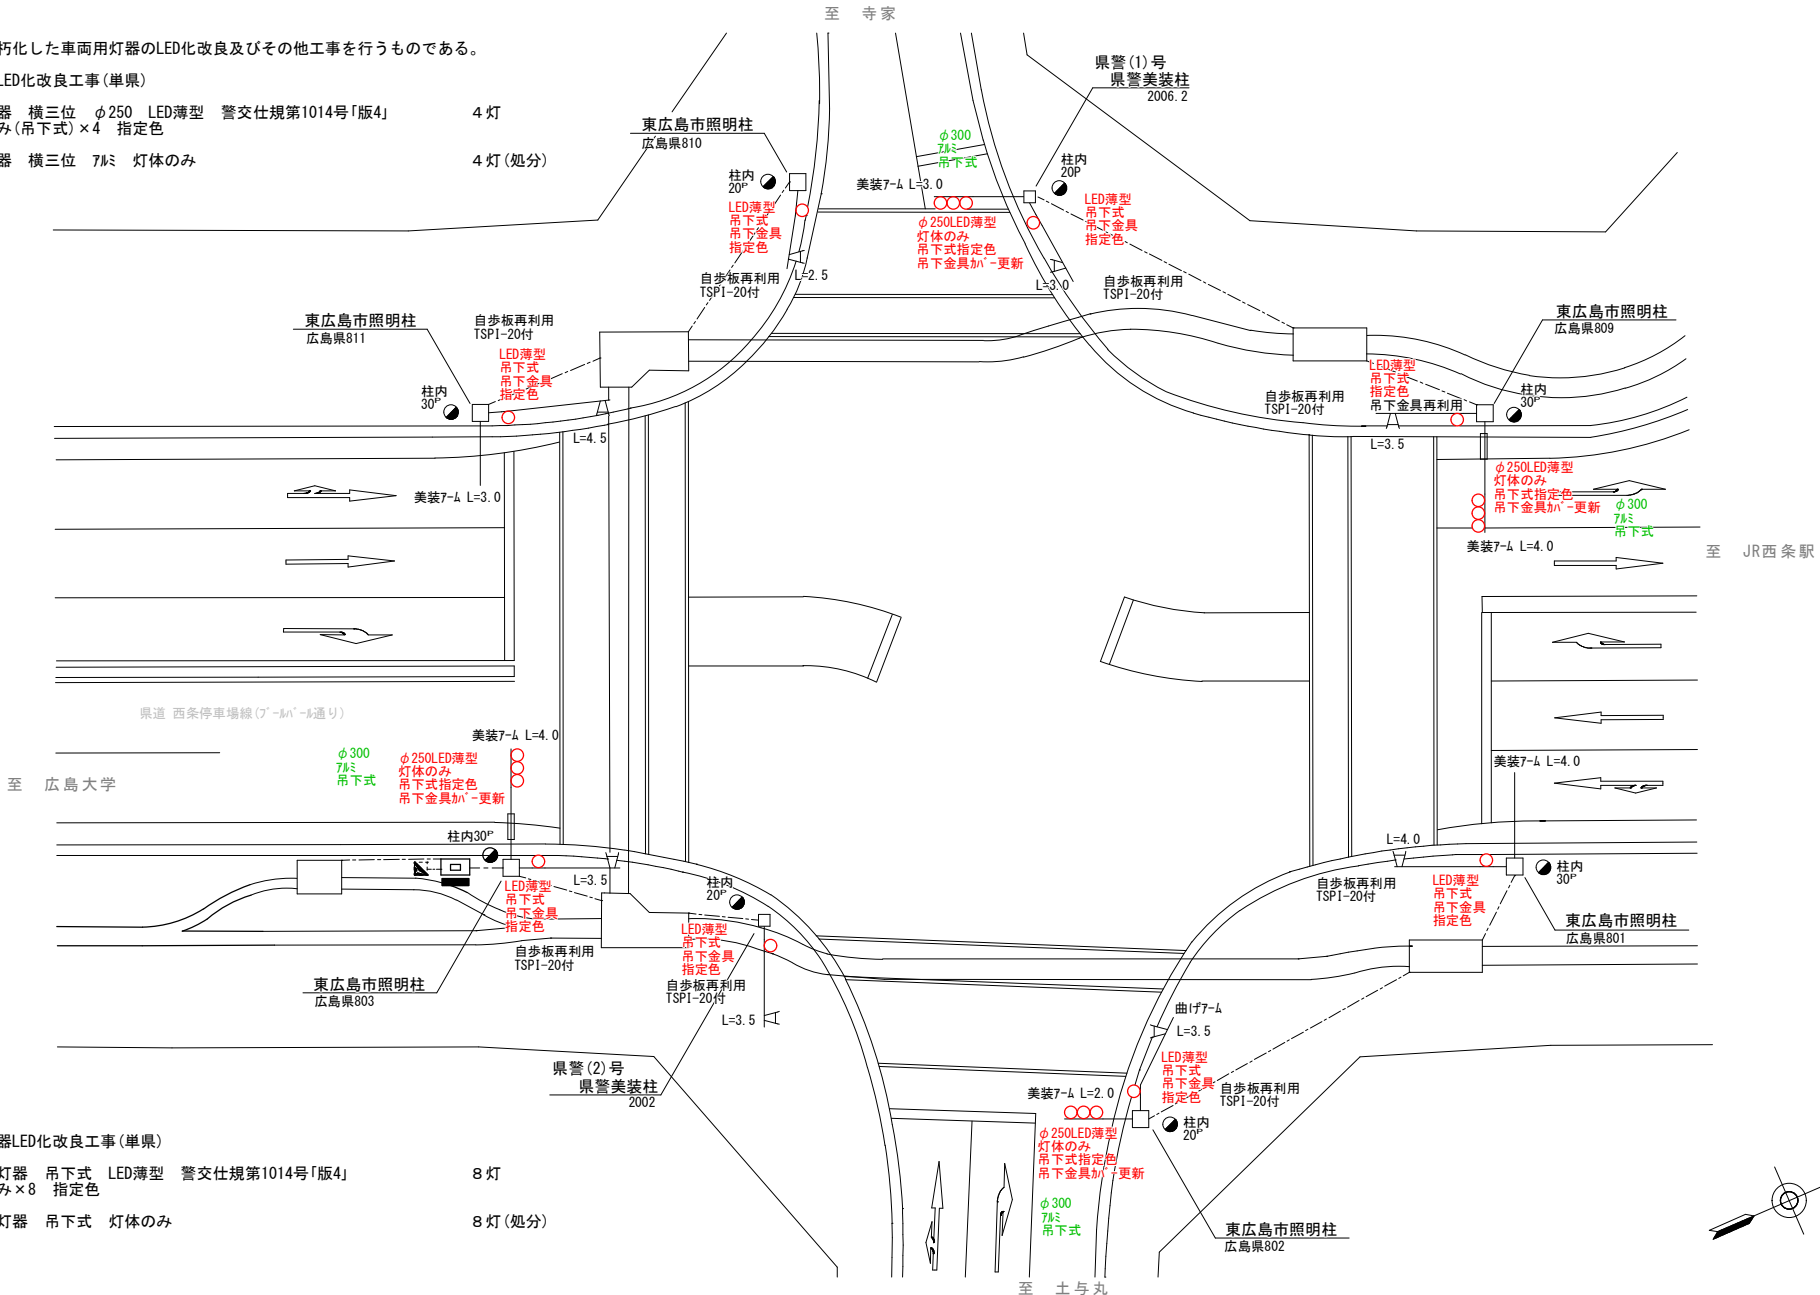 至 寺家
朽化した車両用灯器のLED化改良及びその他工事を行うものである。
LED化改良工事(単県)
器 横三位 φ250 LED薄型 警交仕規第1014号｢版4｣ 4灯
み(吊下式)×4 指定色
器 横三位 ｱﾙﾐ 灯体のみ 4灯(処分)
県警(1)号
県警美装柱
2006.2
東広島市照明柱
広島県810
φ300
ｱﾙﾐ
吊下式
柱内
20P
柱内
20P
美装ｱｰﾑ L=3.0
LED薄型
吊下式
吊下金具
指定色
φ250LED薄型
灯体のみ
吊下式指定色
吊下金具ｶﾊﾞｰ更新
LED薄型
吊下式
吊下金具
指定色
自歩板再利用
TSPI-20付
L=2.5
L=3.0
自歩板再利用
TSPI-20付
東広島市照明柱
広島県811
自歩板再利用
TSPI-20付
LED薄型
吊下式
吊下金具
指定色
柱内
30P
L=4.5
美装ｱｰﾑ L=3.0
東広島市照明柱
広島県809
LED薄型
吊下式
指定色
吊下金具再利用
自歩板再利用
TSPI-20付
柱内
30P
L=3.5
φ250LED薄型
灯体のみ
吊下式指定色
吊下金具ｶﾊﾞｰ更新
φ300
ｱﾙﾐ
吊下式
美装ｱｰﾑ L=4.0
至 JR西条駅
県道 西条停車場線(ﾌﾞｰﾙﾊﾞｰﾙ通り)
美装ｱｰﾑ L=4.0
φ300
ｱﾙﾐ
吊下式
φ250LED薄型
灯体のみ
吊下式指定色
吊下金具ｶﾊﾞｰ更新
至 広島大学
美装ｱｰﾑ L=4.0
柱内30P
L=3.5
LED薄型
吊下式
吊下金具
指定色
柱内
20P
LED薄型
吊下式
吊下金具
指定色
自歩板再利用
TSPI-20付
自歩板再利用
TSPI-20付
L=3.5
東広島市照明柱
広島県803
L=4.0
自歩板再利用
TSPI-20付
LED薄型
吊下式
吊下金具
指定色
柱内
30P
東広島市照明柱
広島県801
曲げｱｰﾑ
L=3.5
県警(2)号
県警美装柱
2002
LED薄型
吊下式
吊下金具
指定色
自歩板再利用
TSPI-20付
美装ｱｰﾑ L=2.0
柱内
20P
φ250LED薄型
灯体のみ
吊下式指定色
吊下金具ｶﾊﾞｰ更新
φ300
ｱﾙﾐ
吊下式
東広島市照明柱
広島県802
器LED化改良工事(単県)
灯器 吊下式 LED薄型 警交仕規第1014号｢版4｣ 8灯
み×8 指定色
灯器 吊下式 灯体のみ 8灯(処分)
至 土与丸